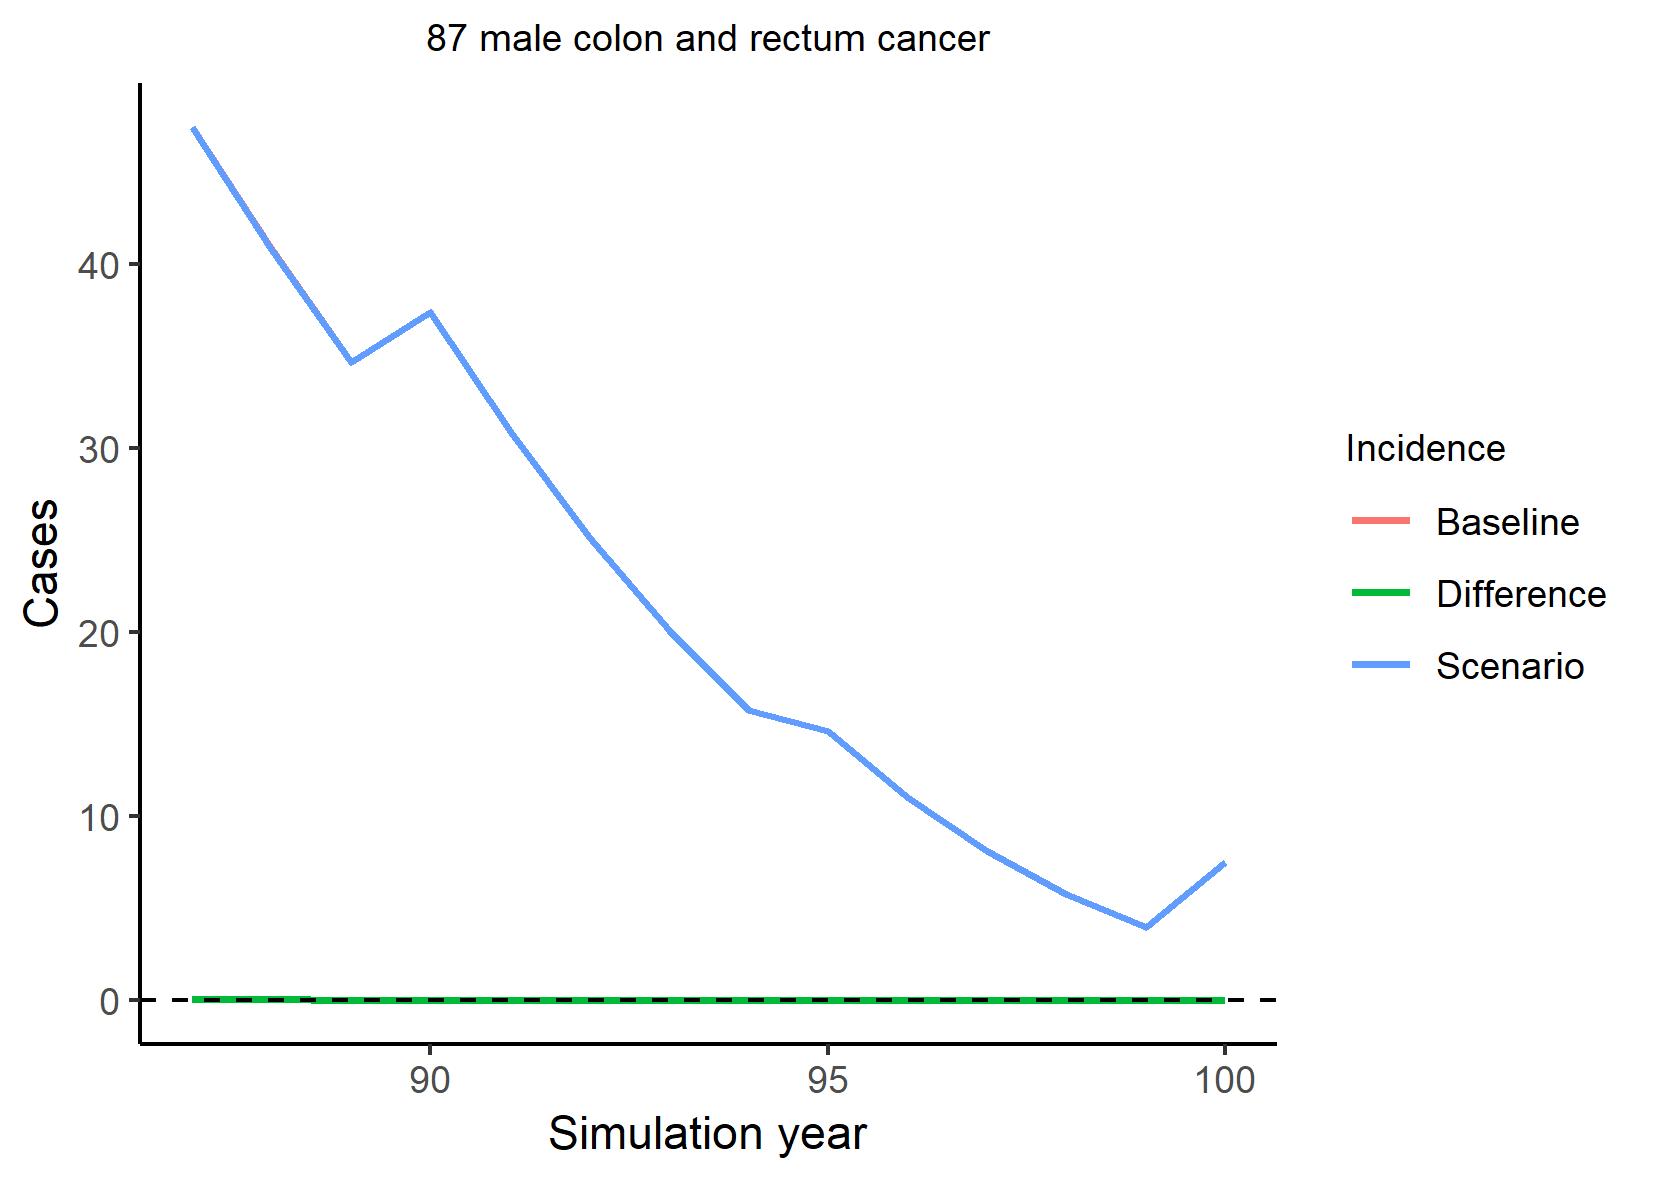 87 male colon and rectum cancer
Cases
40
30
20
10
0
90 95 100
Simulation year
Incidence
Baseline
Difference
Scenario